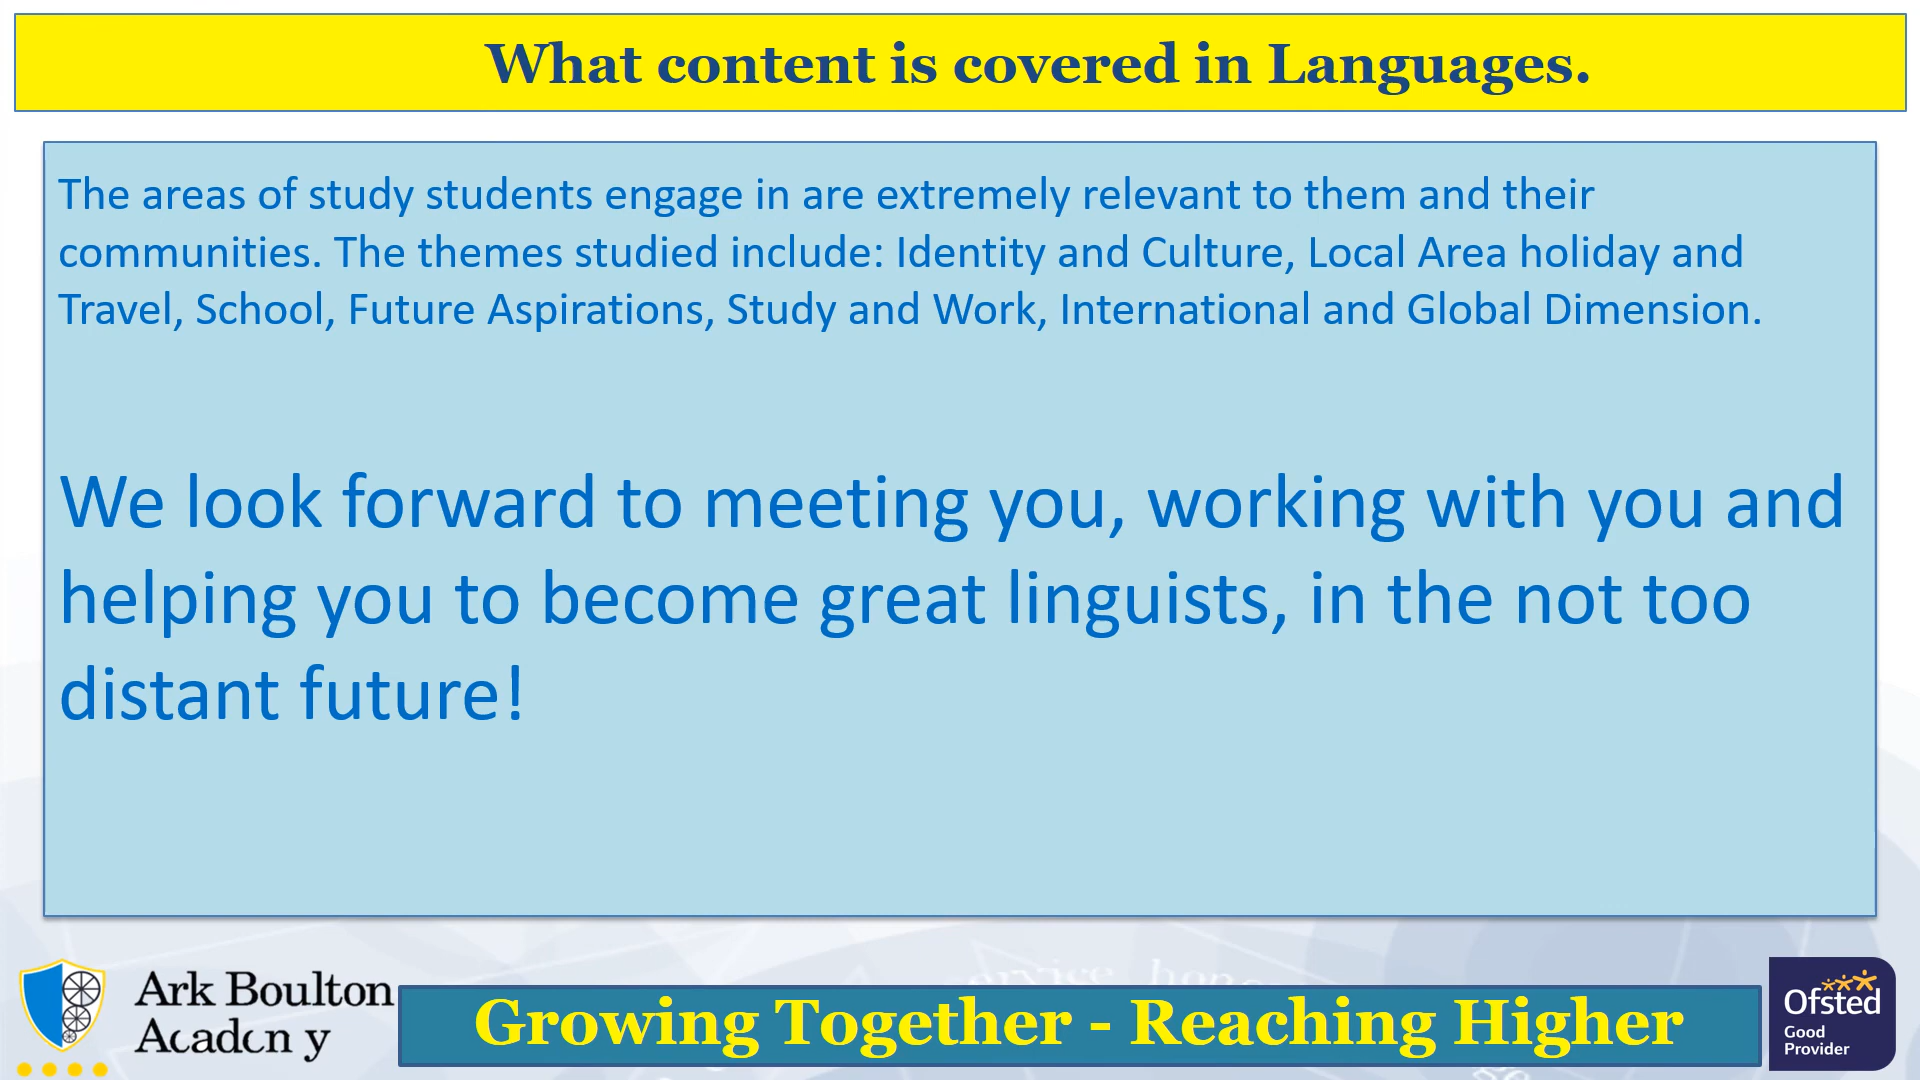 What content is covered in Languages.
The areas of study students engage in are extremely relevant to them and their
communities. The themes studied include: Identity and Culture, Local Area holiday and
Travel, School, Future Aspirations, Study and Work, International and Global Dimension.
We look forward to meeting you, working with you and
helping you to become great linguists, in the not too
distant future!
Ark Boulton
Academy
Growing Together - Reaching Higher
Ofsted
Good
Provider